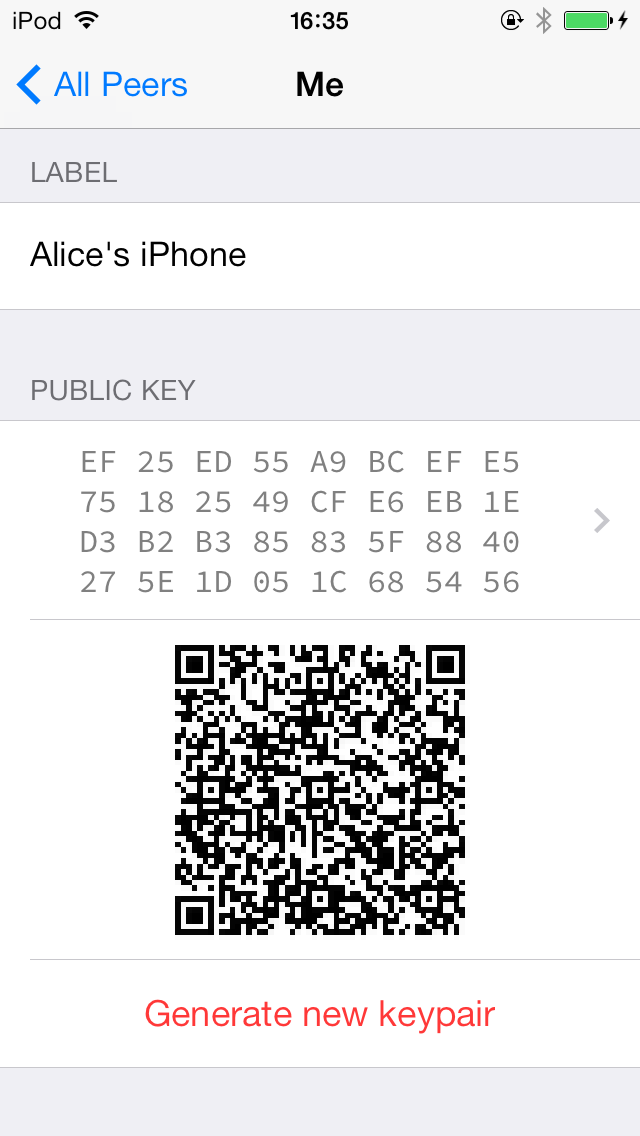 iPod 16:35
All Peers Me
LABEL
Alice's iPhone
PUBLIC KEY
EF 25 ED 55 A9 BC EF E5
75 18 25 49 CF E6 EB 1E
D3 B2 B3 85 83 5F 88 40
27 5E 1D 05 1C 68 54 56
Generate new keypair